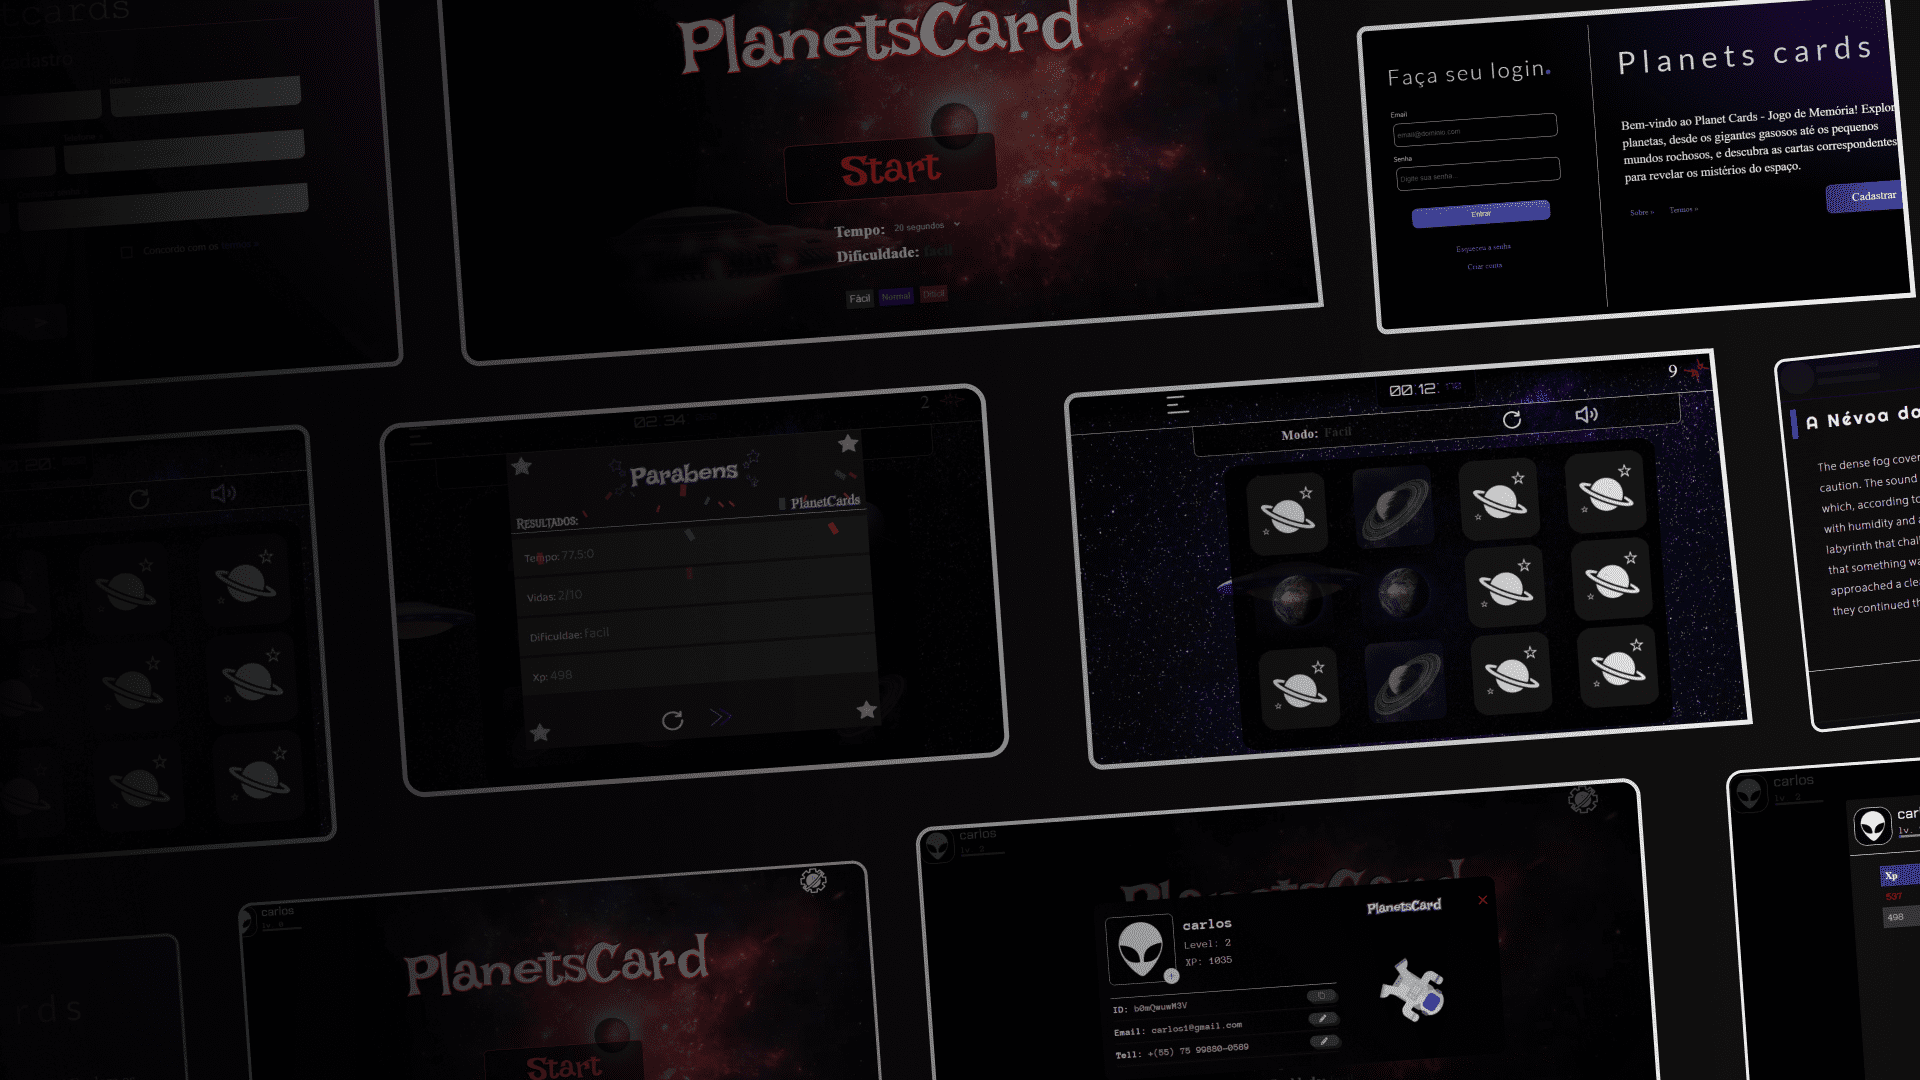 tcards
cadastro
Concordo com os termos »
>
PlanetsCard
Start
Tempo: 20 segundos
Dificuldade: facil
Fácil Normal Difícil
Faça seu login.
Email
email@dominio.com
Senha
Digite sua senha...
Entrar
Esqueceu a senha
Criar conta
Planets cards
Bem-vindo ao Planet Cards - Jogo de Memória! Explor
planetas, desde os gigantes gasosos até os pequenos
mundos rochosos, e descubra as cartas correspondentes
para revelar os mistérios do espaço.
Sobre » Termos »
Cadastrar
02:34
2
Parabens
PlanetCards
Resultados:
Tempo: 77.5:0
Vidas: 2/10
Dificuldae: facil
Xp: 498
00:12
9
Modo: Facil
A Névoa da
The dense fog cover
caution. The sound
which, according to
with humidity and a
labyrinth that chal
that something wa
approached a clea
they continued th
rds
carlos
PlanetsCard
Start
carlos
PlanetsCard
PlanetsCard
carlos
Level: 2
XP: 1035
ID: b0mQwuwM3V
Email: carlos1@gmail.com
Tell: +(55) 75 99880-0589
carlos
lv. 2
car
lv.
Xp
537
498